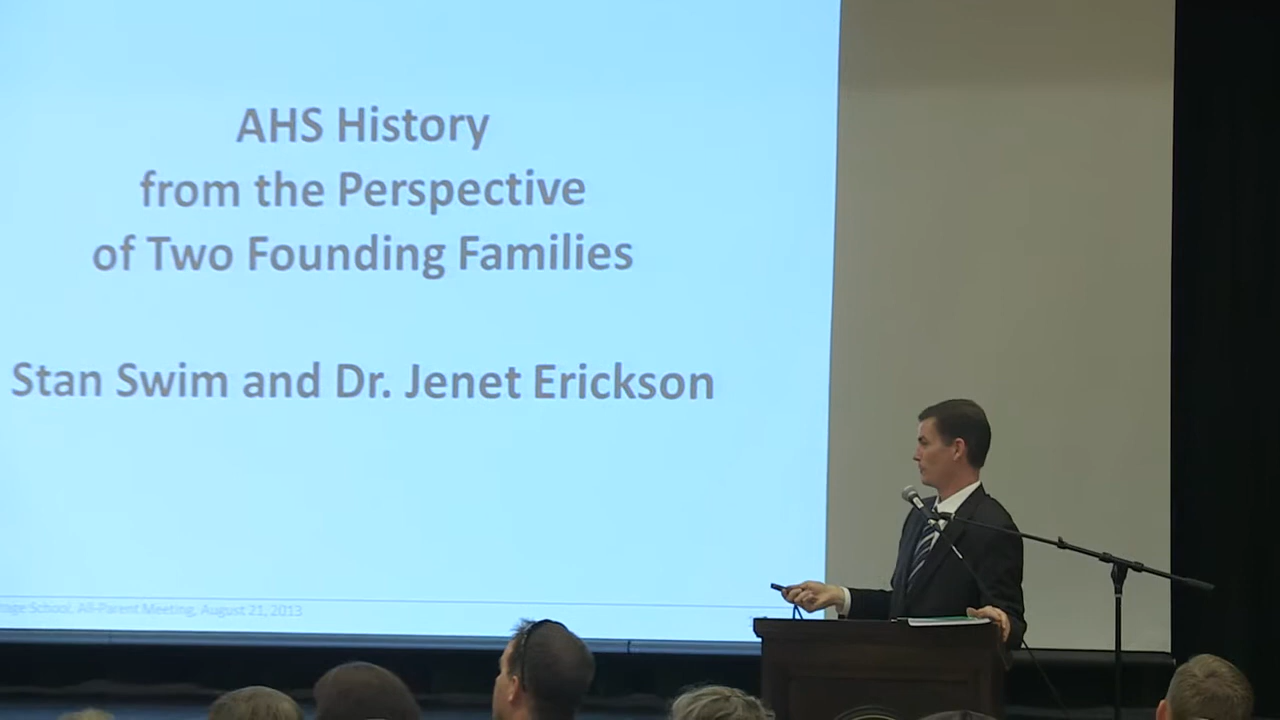 AHS History
from the Perspective
of Two Founding Families
Stan Swim and Dr. Jenet Erickson
School, All-Parent Meeting, August 21, 2013